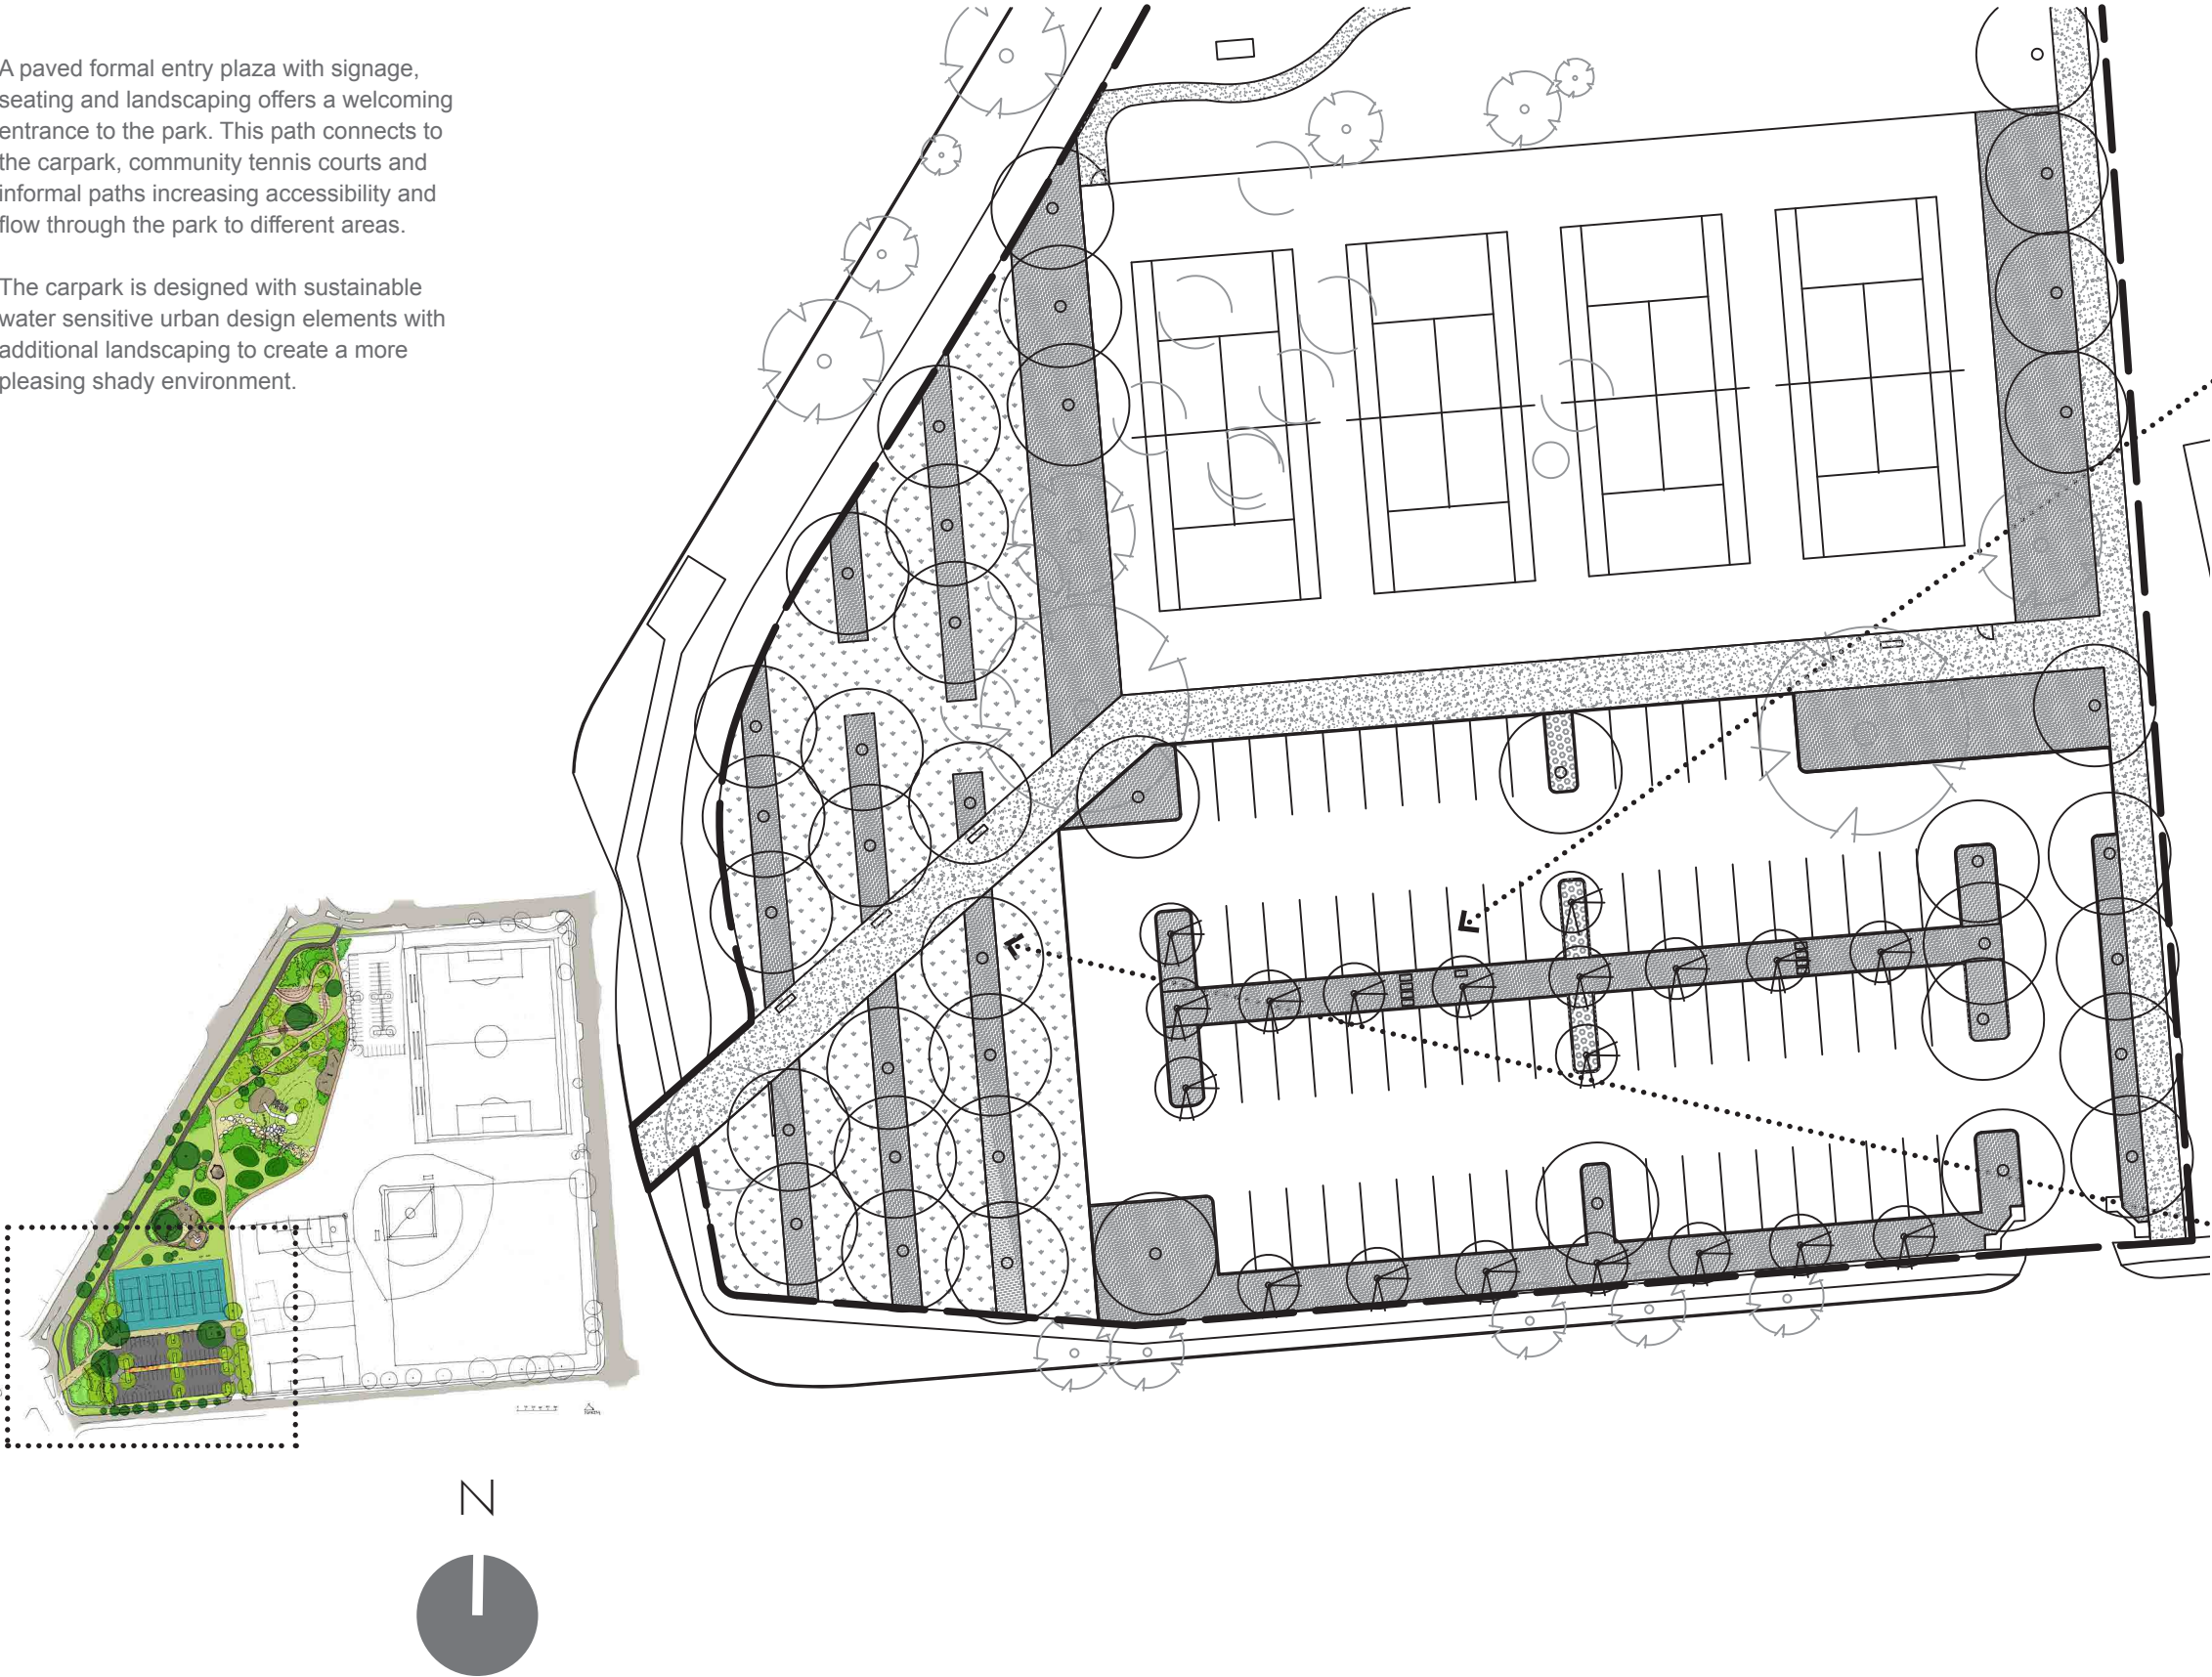 A paved formal entry plaza with signage,
seating and landscaping offers a welcoming
entrance to the park. This path connects to
the carpark, community tennis courts and
informal paths increasing accessibility and
flow through the park to different areas.
The carpark is designed with sustainable
water sensitive urban design elements with
additional landscaping to create a more
pleasing shady environment.
N